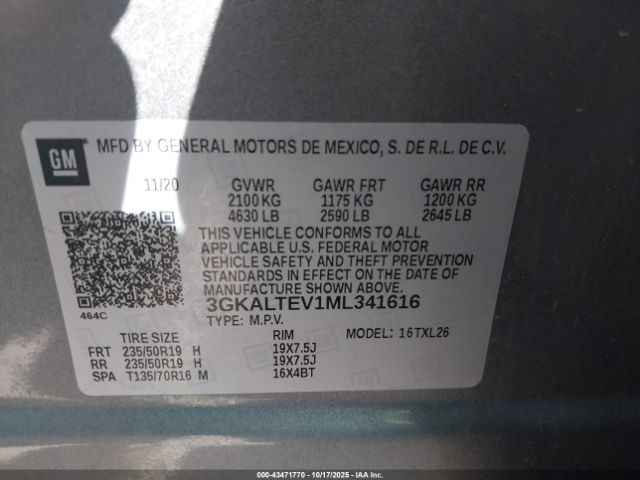 GM
MFD BY GENERAL MOTORS DE MEXICO, S. DE R.L. DE C.V.
11/20 GVWR GAWR FRT GAWR RR
2100 KG 1175 KG 1200 KG
4630 LB 2590 LB 2645 LB
THIS VEHICLE CONFORMS TO ALL
APPLICABLE U.S. FEDERAL MOTOR
VEHICLE SAFETY AND THEFT PREVENTION
STANDARDS IN EFFECT ON THE DATE OF
MANUFACTURE SHOWN ABOVE.
464C
3GKALTEV1ML341616
TYPE: M.P.V.
MODEL: 16TXL26
TIRE SIZE RIM
FRT 235/50R19 H 19X7.5J
RR 235/50R19 H 19X7.5J
SPA T135/70R16 M 16X4BT
000-43471770 - 10/17/2025 - IAAI.COM